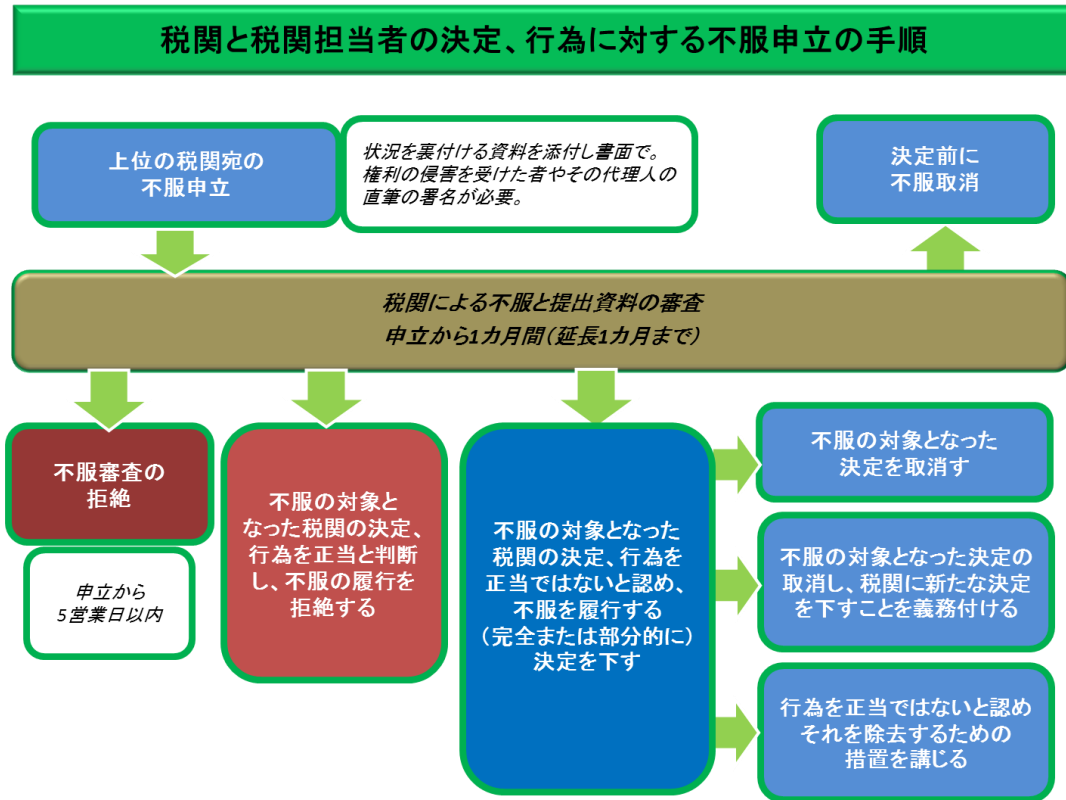 税関と税関担当者の決定、行為に対する不服申立の手順
上位の税関宛の
不服申立
状況を裏付ける資料を添付し書面で。
権利の侵害を受けた者やその代理人の
直筆の署名が必要。
決定前に
不服取消
税関による不服と提出資料の審査
申立から1カ月間（延長1カ月まで）
不服審査の
拒絶
申立から
5営業日以内
不服の対象と
なった税関の決定、
行為を正当と判断
し、不服の履行を
拒絶する
不服の対象となった
税関の決定、行為を
正当ではないと認め、
不服を履行する
（完全または部分的に）
決定を下す
不服の対象となった
決定を取消す
不服の対象となった決定の
取消し、税関に新たな決定
を下すことを義務付ける
行為を正当ではないと認め
それを除去するための
措置を講じる